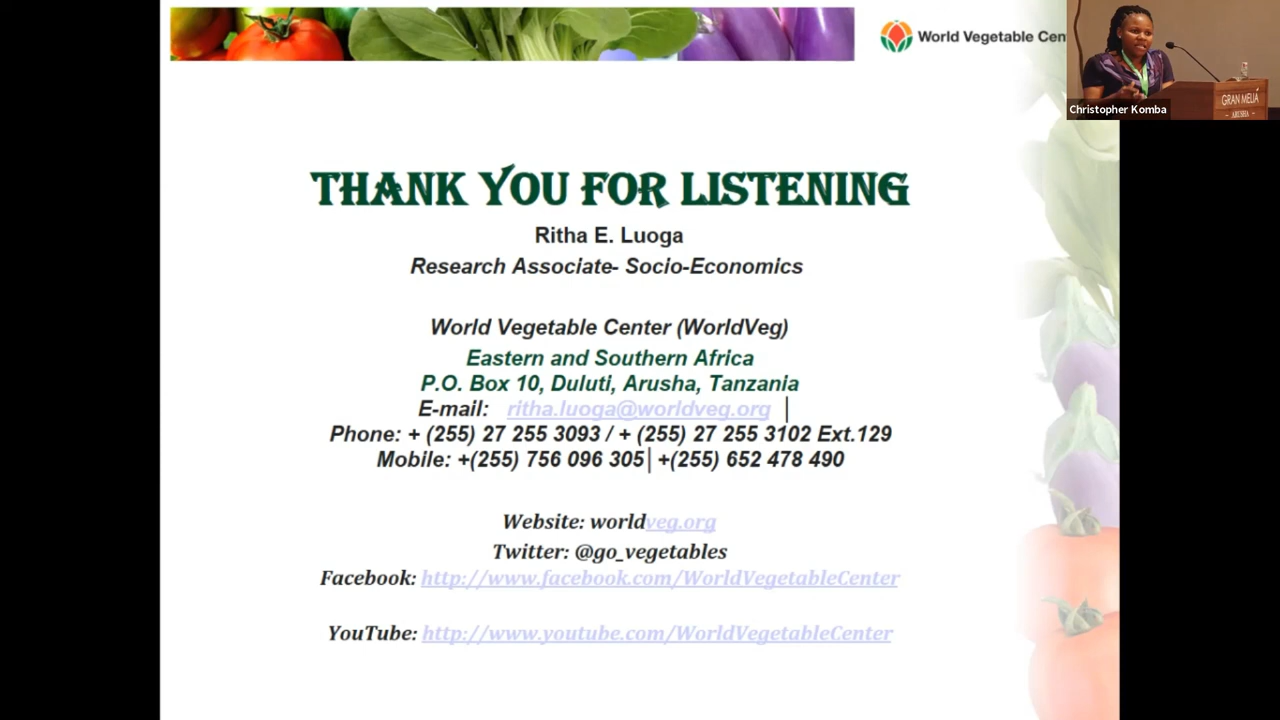 World Vegetable Cen
GRAN MELIÁ
- ARUSHA -
Christopher Komba
THANK YOU FOR LISTENING
Ritha E. Luoga
Research Associate- Socio-Economics
World Vegetable Center (WorldVeg)
Eastern and Southern Africa
P.O. Box 10, Duluti, Arusha, Tanzania
E-mail: ritha.luoga@worldveg.org |
Phone: + (255) 27 255 3093 / + (255) 27 255 3102 Ext.129
Mobile: +(255) 756 096 305| +(255) 652 478 490
Website: worldveg.org
Twitter: @go_vegetables
Facebook: http://www.facebook.com/WorldVegetableCenter
YouTube: http://www.youtube.com/WorldVegetableCenter